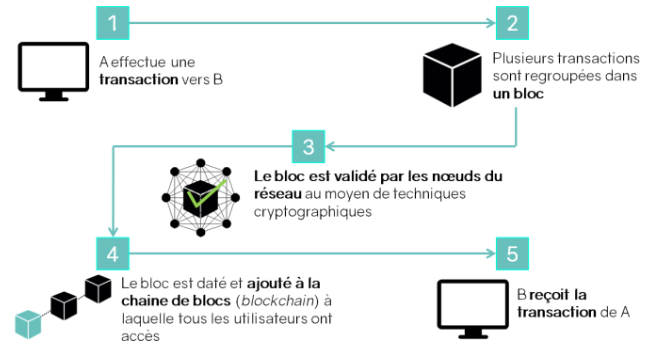 1
A effectue une
transaction vers B
2
Plusieurs transactions
sont regroupées dans
un bloc
3
Le bloc est validé par les nœuds du
réseau au moyen de techniques
cryptographiques
4
Le bloc est daté et ajouté à la
chaine de blocs (blockchain) à
laquelle tous les utilisateurs ont
accès
5
B reçoit la
transaction de A